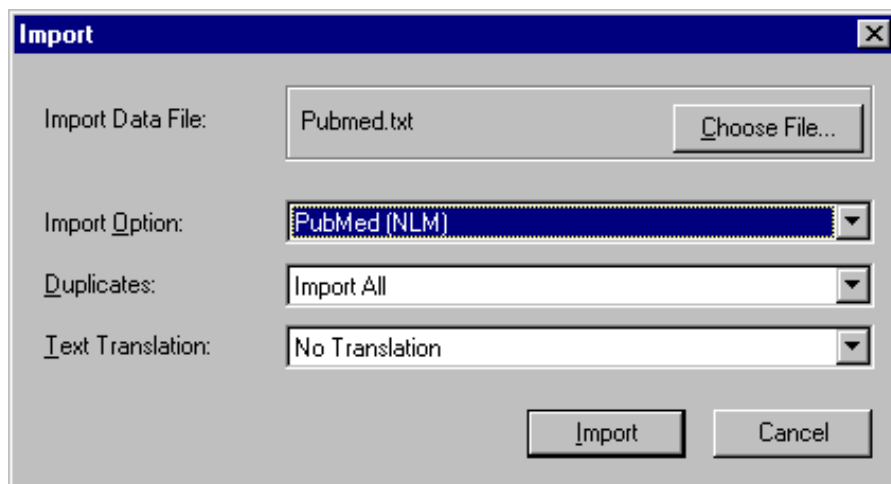 Import
Import Data File: Pubmed.txt Choose File...
Import Option: PubMed (NLM)
Duplicates: Import All
Text Translation: No Translation
Import Cancel